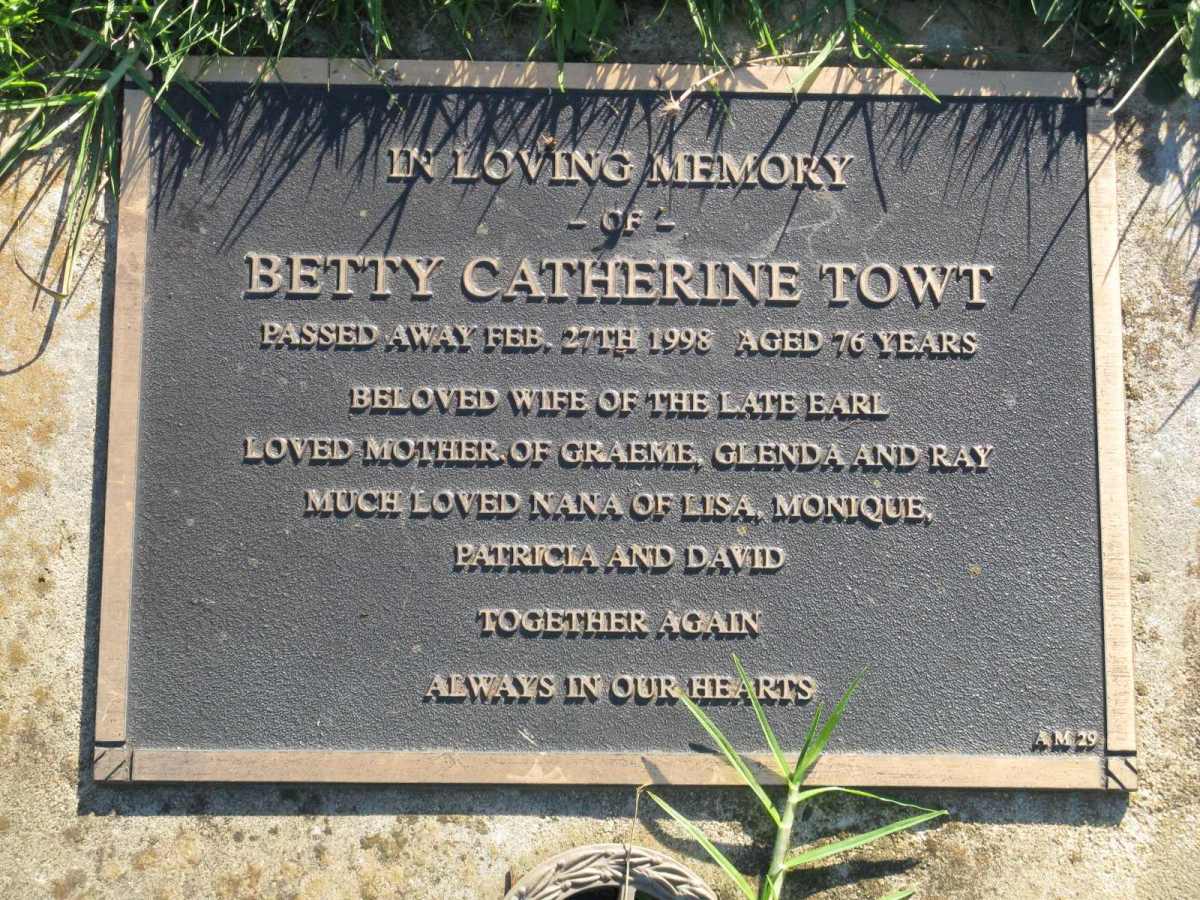 IN LOVING MEMORY
- OF -
BETTY CATHERINE TOWT
PASSED AWAY FEB. 27TH 1998 AGED 76 YEARS
BELOVED WIFE OF THE LATE EARL
LOVED MOTHER OF GRAEME, GLENDA AND RAY
MUCH LOVED NANA OF LISA, MONIQUE,
PATRICIA AND DAVID
TOGETHER AGAIN
ALWAYS IN OUR HEARTS
A M 29